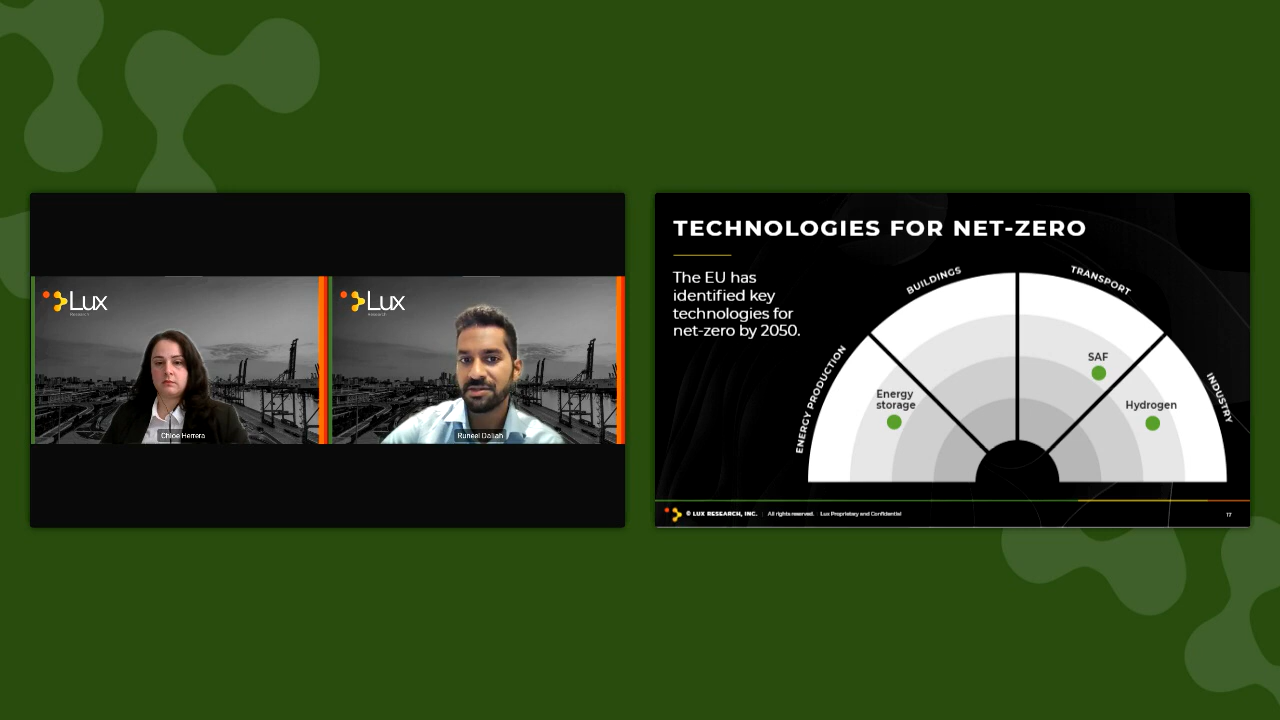 Lux
Research
Chloe Herrera
Lux
Research
Runeel Daliah
TECHNOLOGIES FOR NET-ZERO
The EU has
identified key
technologies for
net-zero by 2050.
ENERGY PRODUCTION
BUILDINGS
TRANSPORT
INDUSTRY
Energy
storage
SAF
Hydrogen
© LUX RESEARCH, INC. | All rights reserved. Lux Proprietary and Confidential
17